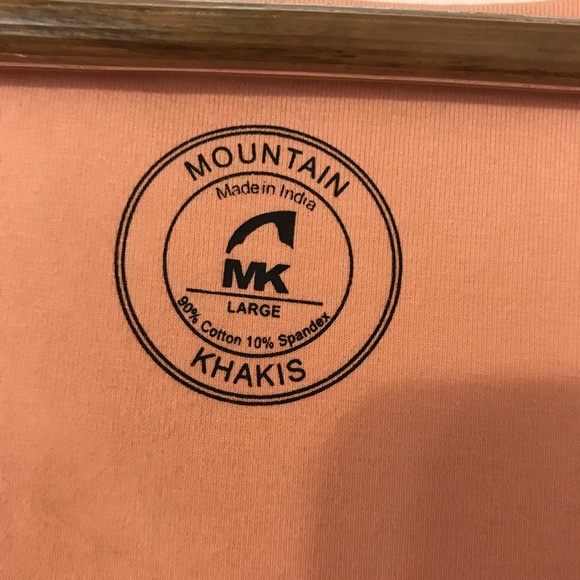 MOUNTAIN
Made in India
MK
LARGE
90% Cotton 10% Spandex
KHAKIS